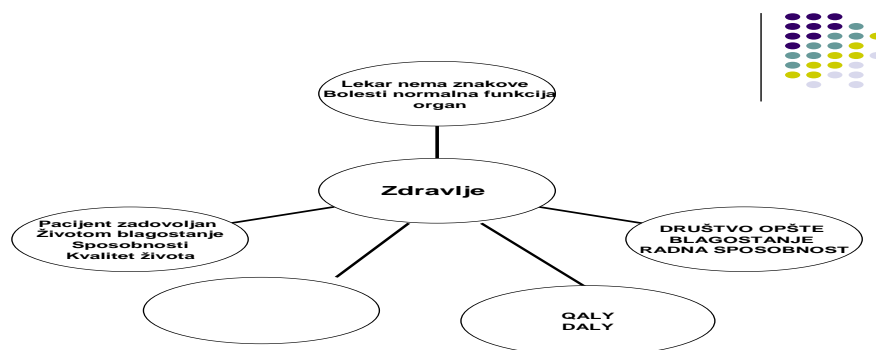 Lekar nema znakove
Bolesti normalna funkcija
organ
Zdravlje
Pacijent zadovoljan
Životom blagostanje
Sposobnosti
Kvalitet života
DRUŠTVO OPŠTE
BLAGOSTANJE
RADNA SPOSOBNOST
QALY
DALY